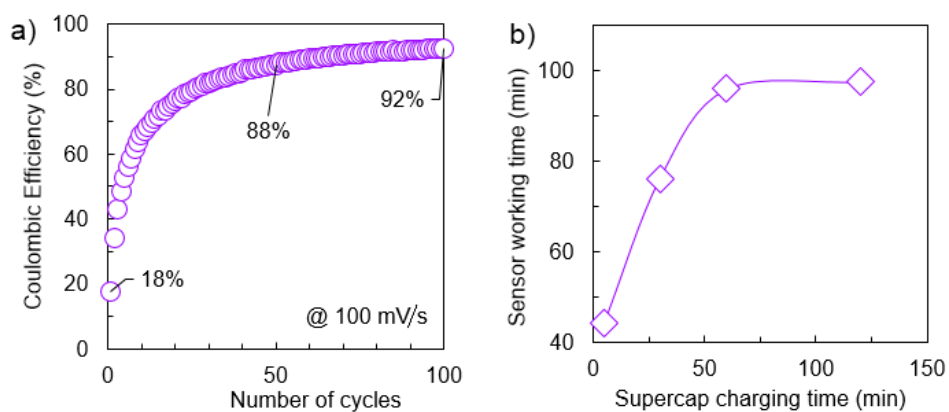 a)
Coulombic Efficiency (%)
100
80
60
40
20
0
18%
88%
92%
@ 100 mV/s
0
50
100
Number of cycles
b)
Sensor working time (min)
100
80
60
40
0
50
100
150
Supercap charging time (min)